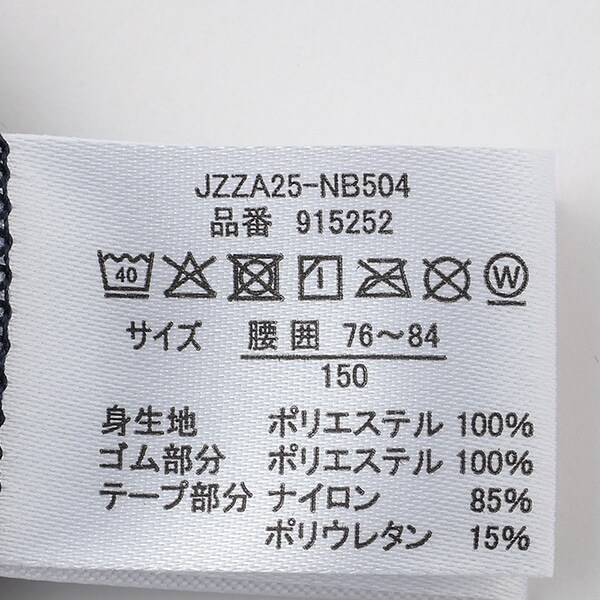 JZZA25-NB504
品番 915252
40 W
サイズ 腰囲 76～84
150
身生地 ポリエステル 100%
ゴム部分 ポリエステル 100%
テープ部分 ナイロン 85%
ポリウレタン 15%